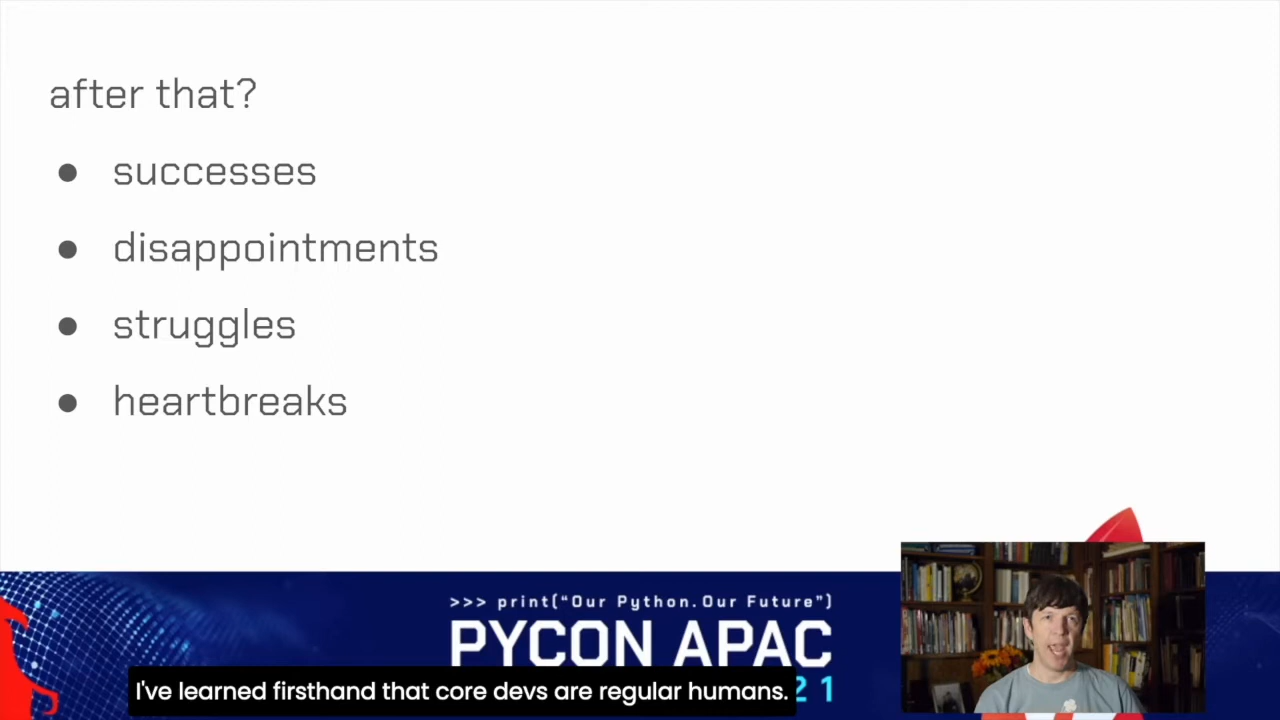 after that?
● successes
● disappointments
● struggles
● heartbreaks
>>> print(“Our Python.Our Future”)
PYCON APAC
21
I've learned firsthand that core devs are regular humans.